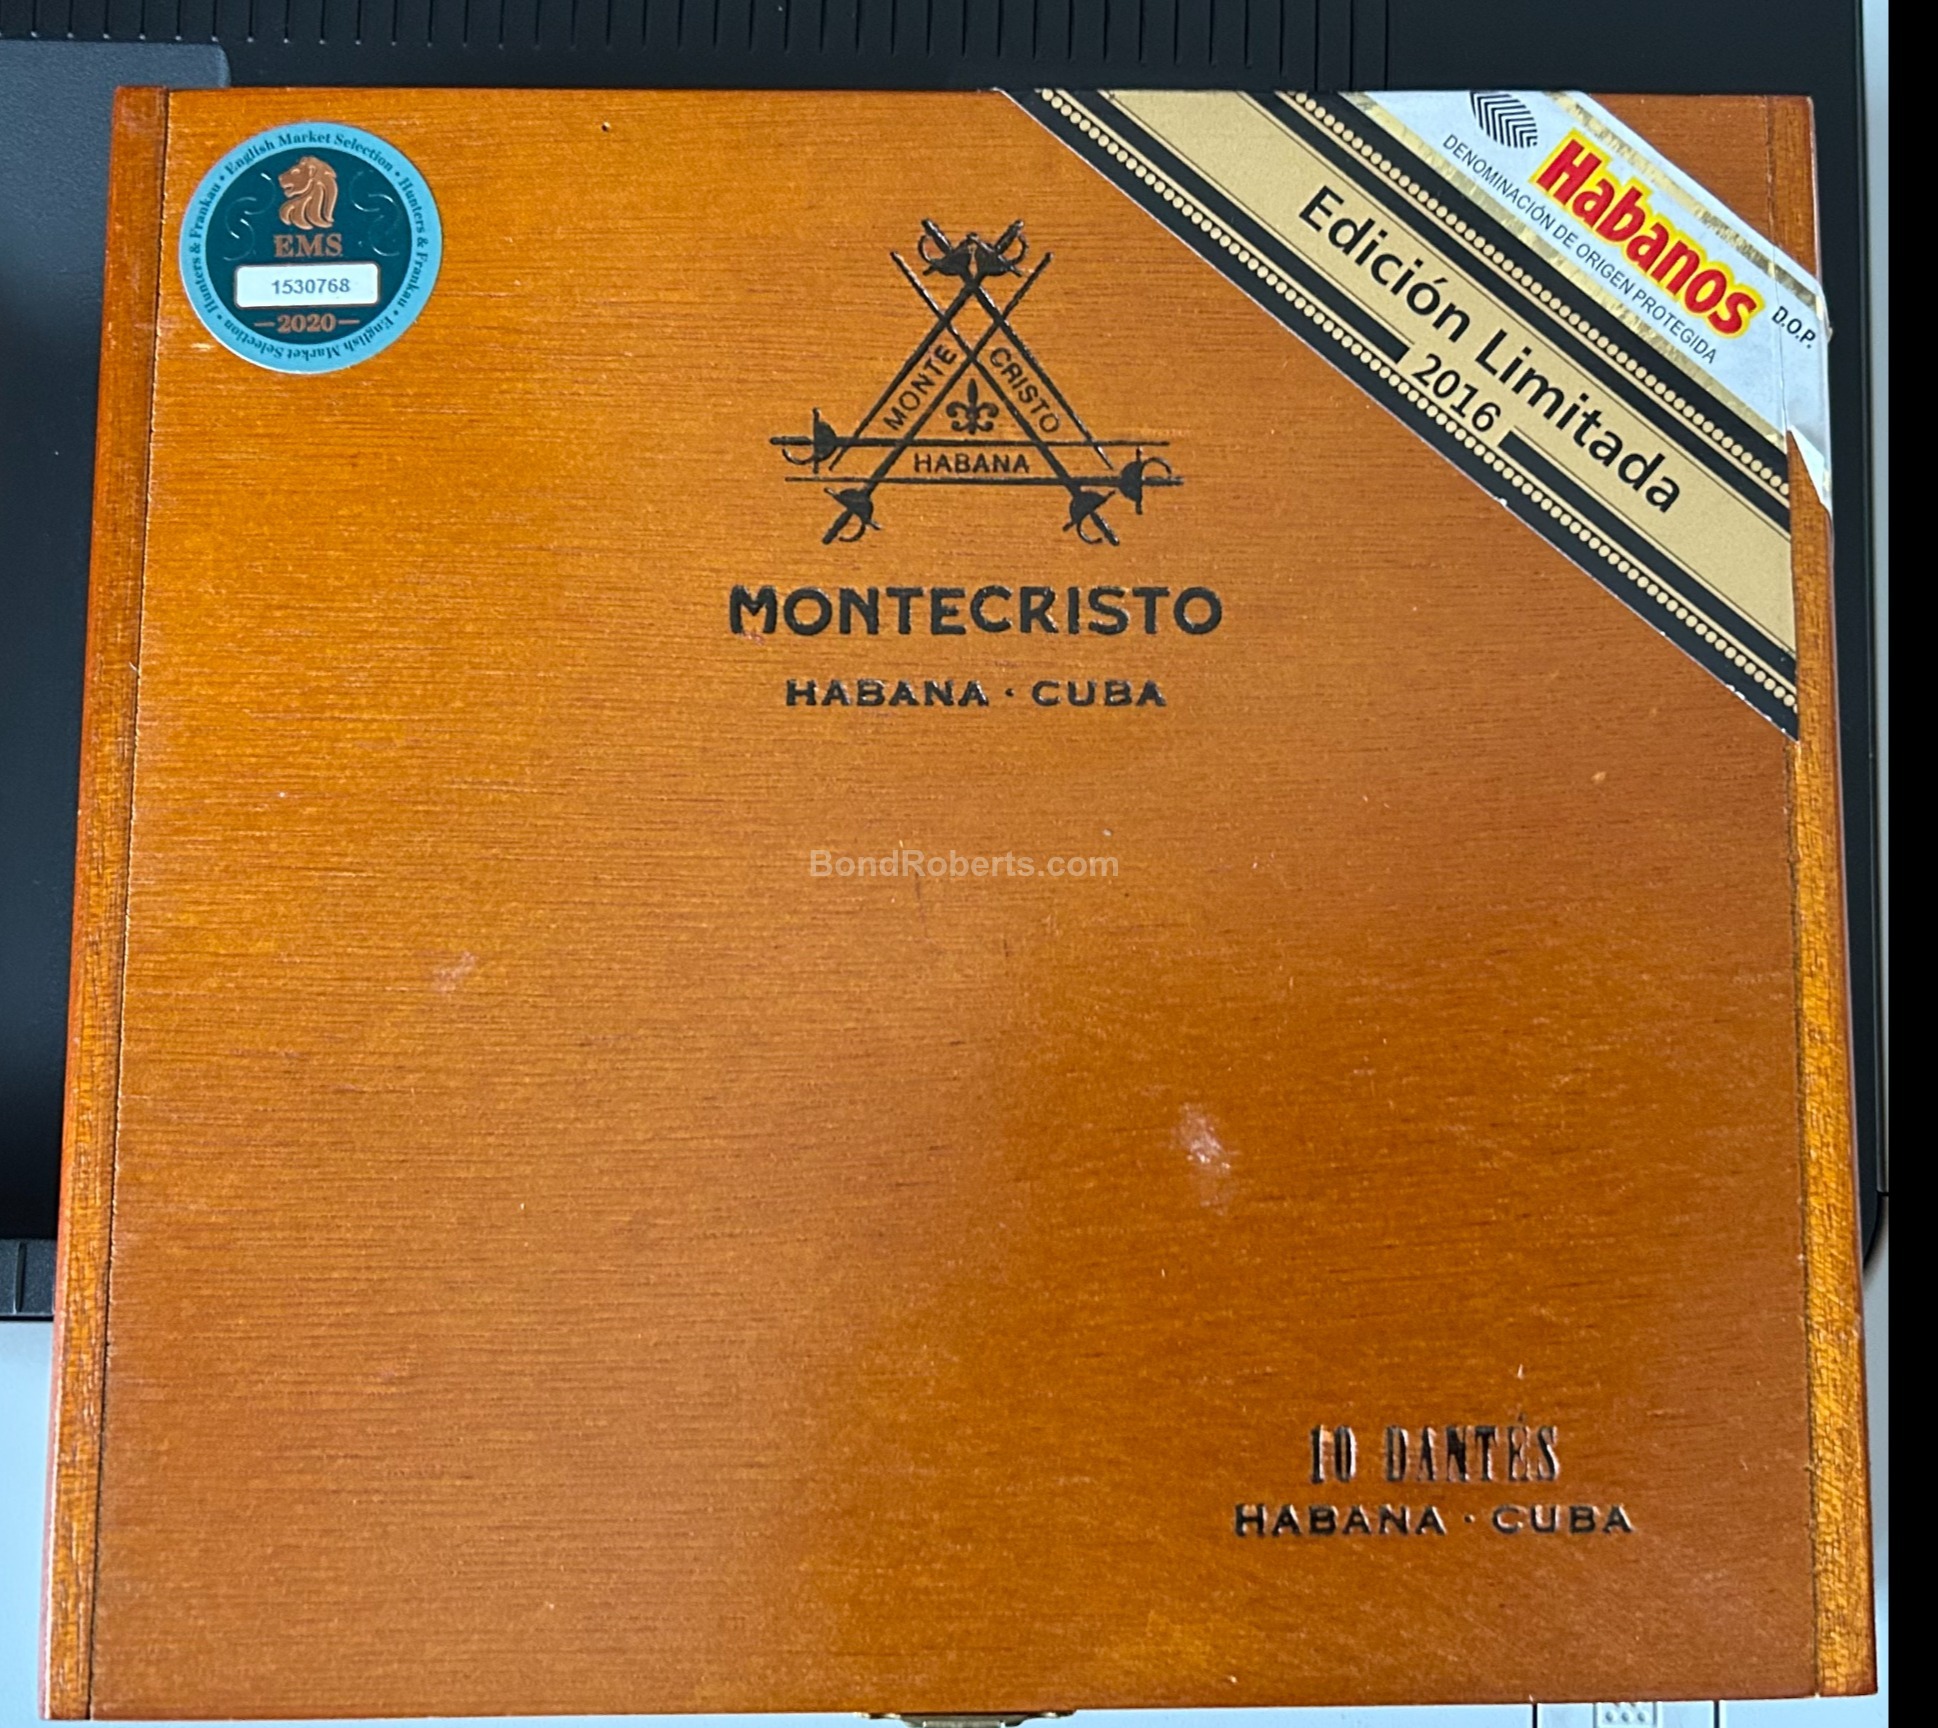 English Market Selection • Hunters & Frankau • English Market Selection • Hunters & Frankau •
EMS
1530768
2020
Habanos
D.O.P.
DENOMINACIÓN DE ORIGEN PROTEGIDA
Edición Limitada
2016
MONTE CRISTO
HABANA
MONTECRISTO
HABANA · CUBA
BondRoberts.com
10 DANTÉS
HABANA · CUBA